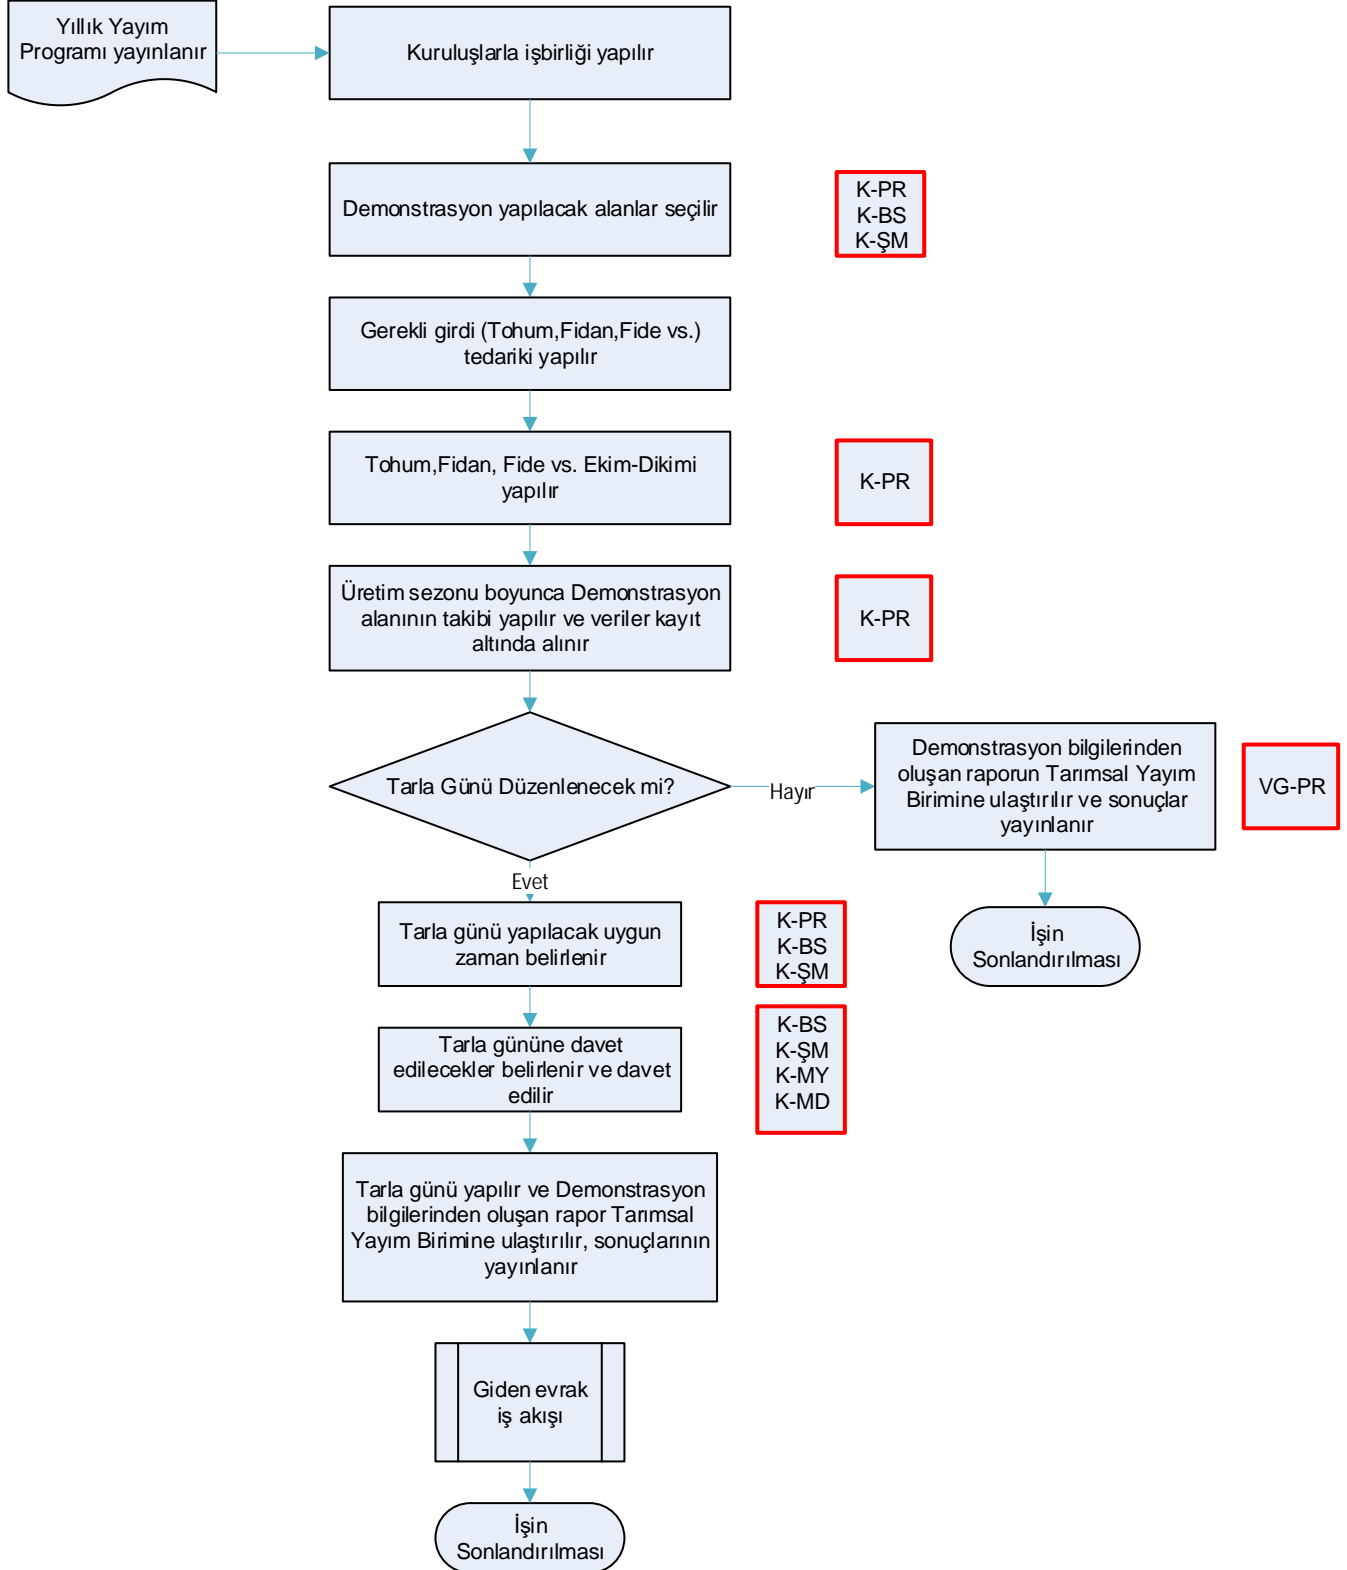 Yıllık Yayım
Programı yayınlanır
Kuruluşlarla işbirliği yapılır
Demonstrasyon yapılacak alanlar seçilir
K-PR
K-BS
K-ŞM
Gerekli girdi (Tohum,Fidan,Fide vs.)
tedariki yapılır
Tohum,Fidan, Fide vs. Ekim-Dikimi
yapılır
K-PR
Üretim sezonu boyunca Demonstrasyon
alanının takibi yapılır ve veriler kayıt
altında alınır
K-PR
Tarla Günü Düzenlenecek mi?
Hayır
Demonstrasyon bilgilerinden
oluşan raporun Tarımsal Yayım
Birimine ulaştırılır ve sonuçlar
yayınlanır
VG-PR
Evet
Tarla günü yapılacak uygun
zaman belirlenir
K-PR
K-BS
K-ŞM
İşin
Sonlandırılması
Tarla gününe davet
edilecekler belirlenir ve davet
edilir
K-BS
K-ŞM
K-MY
K-MD
Tarla günü yapılır ve Demonstrasyon
bilgilerinden oluşan rapor Tarımsal
Yayım Birimine ulaştırılır, sonuçlarının
yayınlanır
Giden evrak
iş akışı
İşin
Sonlandırılması